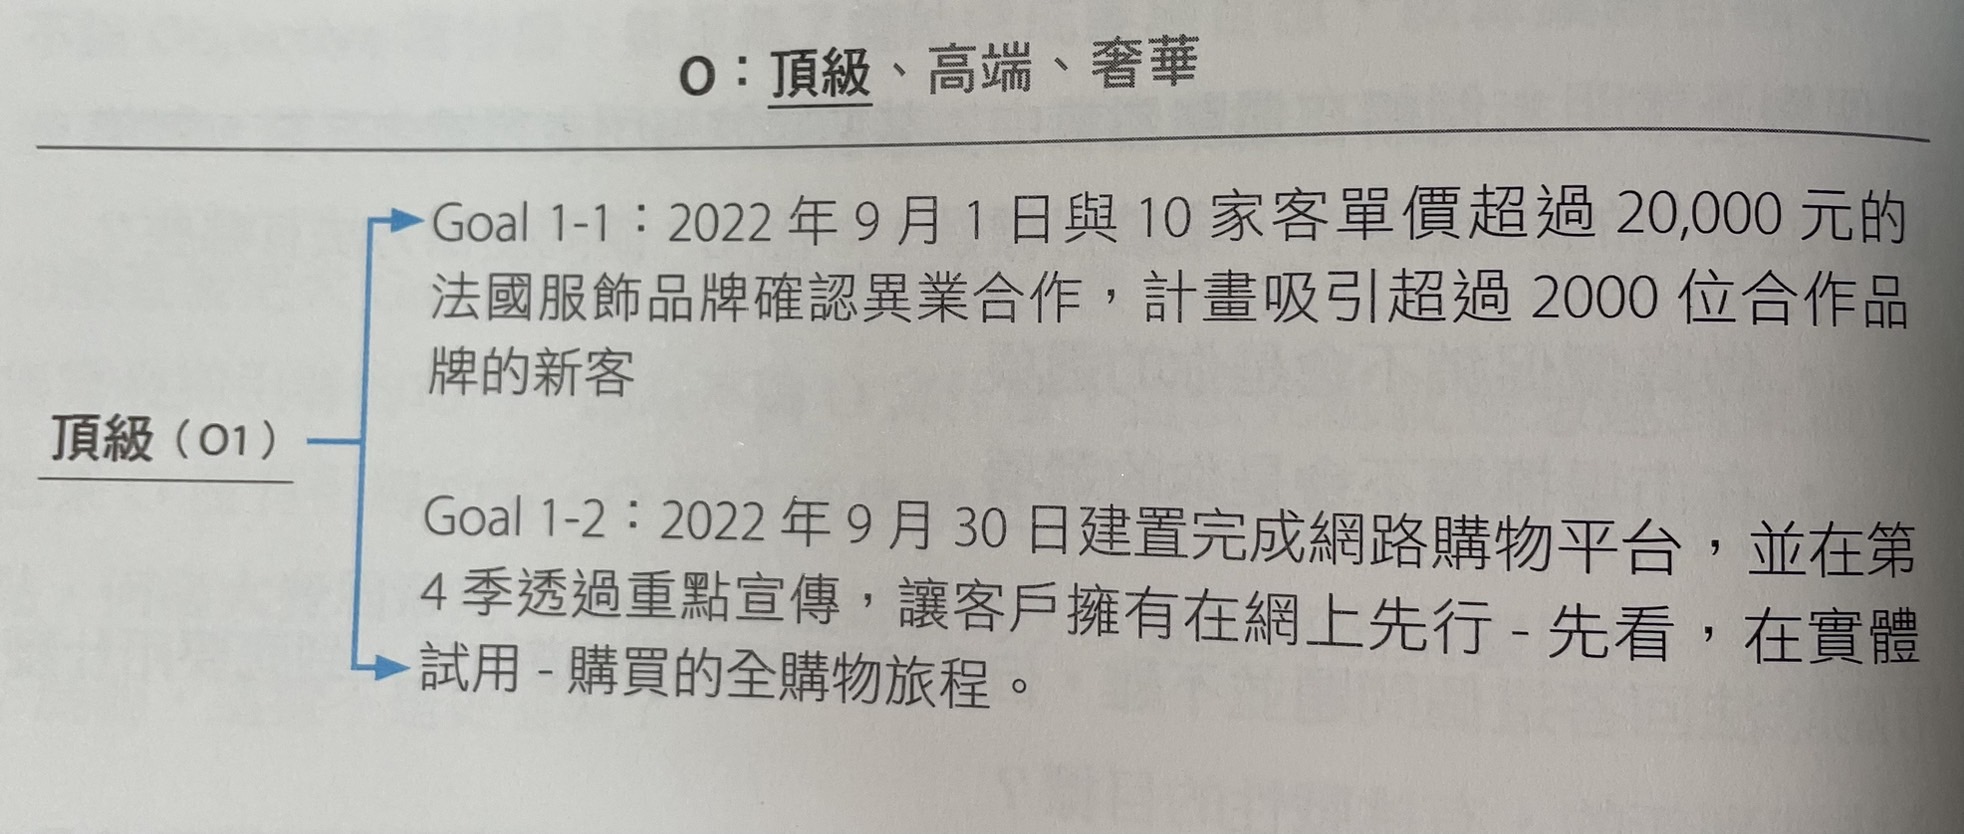 O：頂級、高端、奢華
Goal 1-1：2022 年 9 月 1 日與 10 家客單價超過 20,000 元的
法國服飾品牌確認異業合作，計畫吸引超過 2000 位合作品
牌的新客
頂級（O1）
Goal 1-2：2022 年 9 月 30 日建置完成網路購物平台，並在第
4 季透過重點宣傳，讓客戶擁有在網上先行 - 先看，在實體
試用 - 購買的全購物旅程。